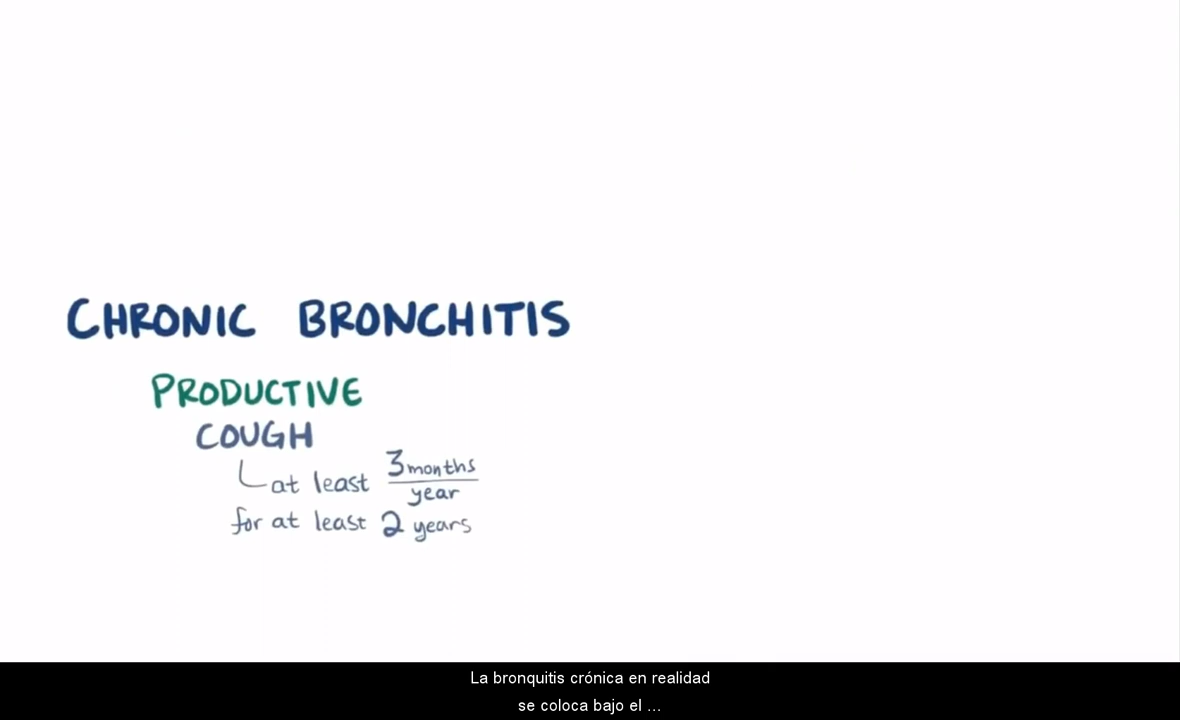 CHRONIC BRONCHITIS
PRODUCTIVE
COUGH
at least 3 months
year
for at least 2 years
La bronquitis crónica en realidad
se coloca bajo el ...